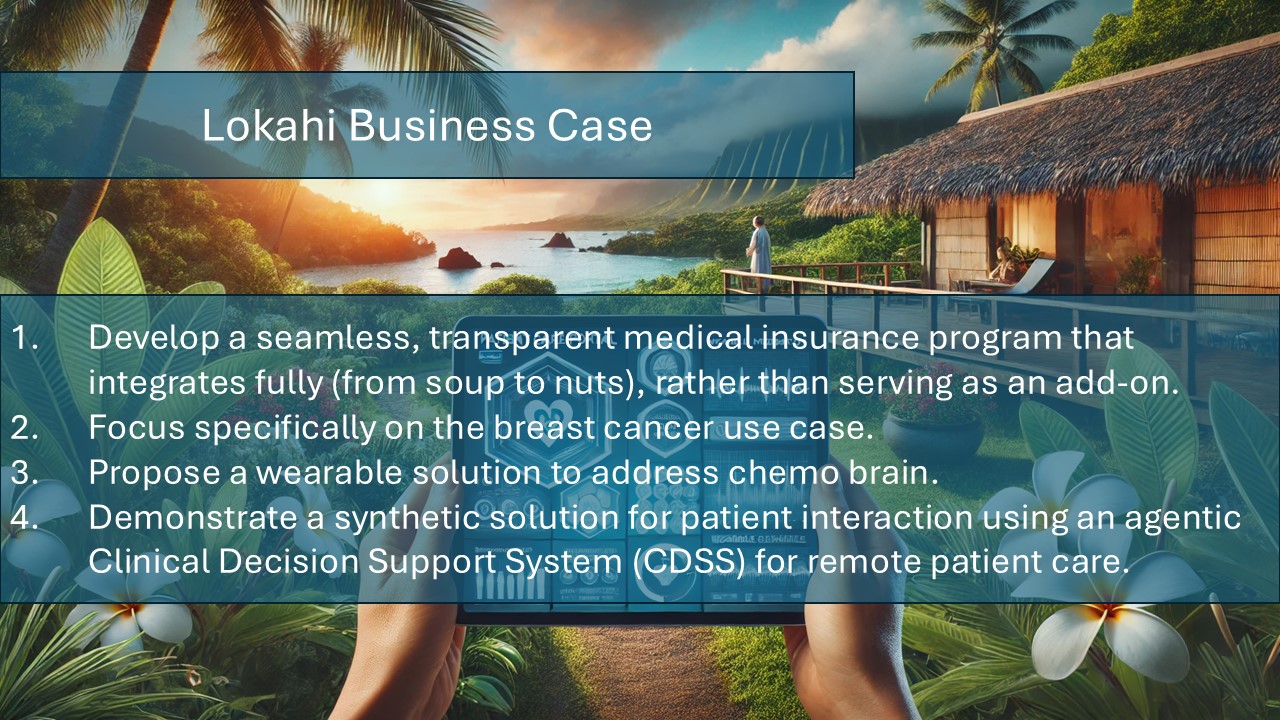 Lokahi Business Case
1. Develop a seamless, transparent medical insurance program that
integrates fully (from soup to nuts), rather than serving as an add-on.
2. Focus specifically on the breast cancer use case.
3. Propose a wearable solution to address chemo brain.
4. Demonstrate a synthetic solution for patient interaction using an agentic
Clinical Decision Support System (CDSS) for remote patient care.